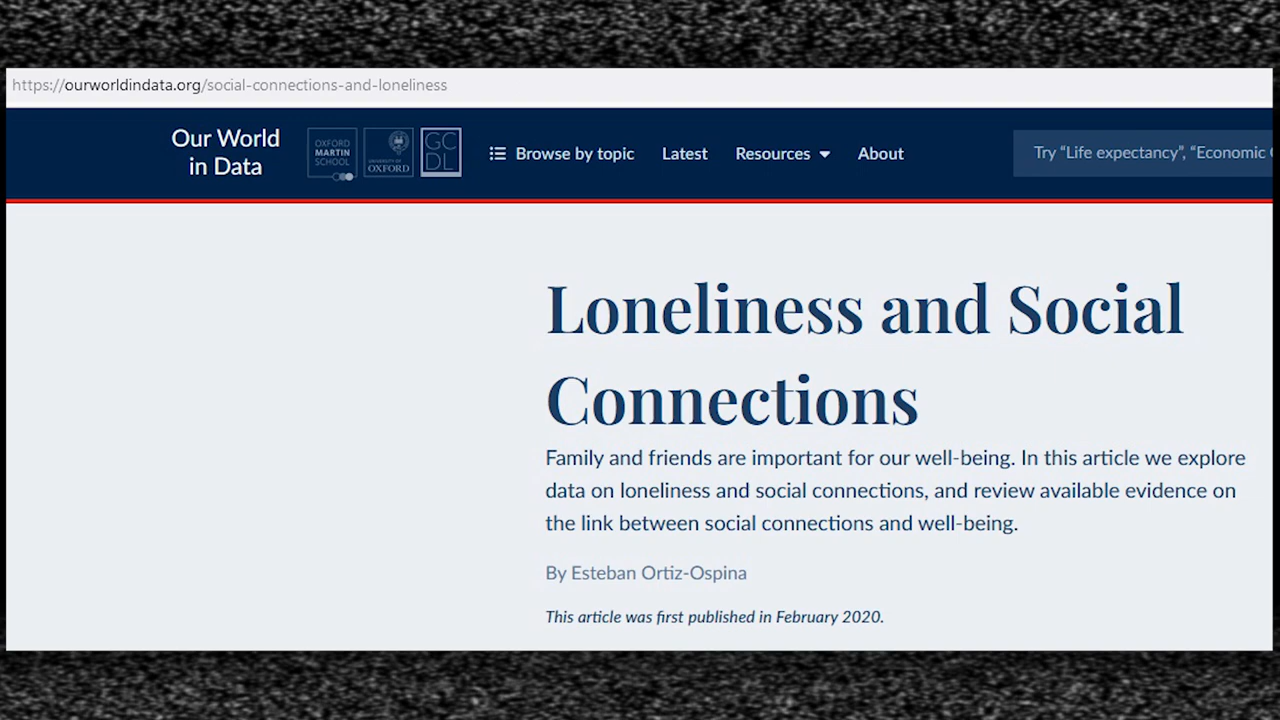 https://ourworldindata.org/social-connections-and-loneliness
Our World
in Data
OXFORD
MARTIN
SCHOOL
UNIVERSITY OF
OXFORD
GC
DL
Browse by topic
Latest
Resources
About
Try “Life expectancy”, “Economic
Loneliness and Social
Connections
Family and friends are important for our well-being. In this article we explore
data on loneliness and social connections, and review available evidence on
the link between social connections and well-being.
By Esteban Ortiz-Ospina
This article was first published in February 2020.